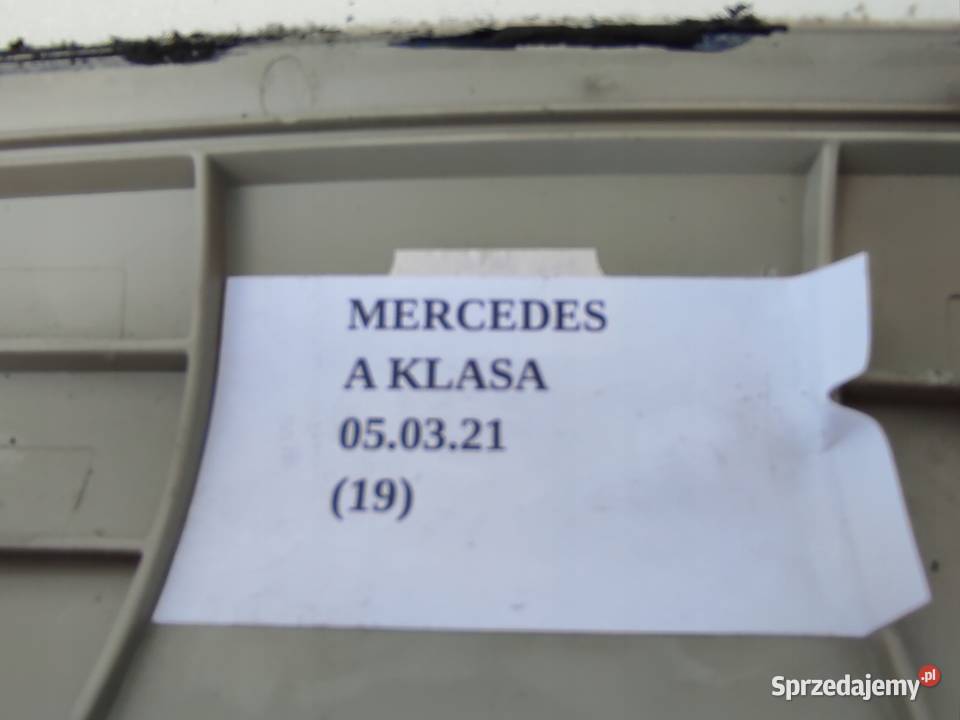 MERCEDES
A KLASA
05.03.21
(19)
Sprzedajemy.pl